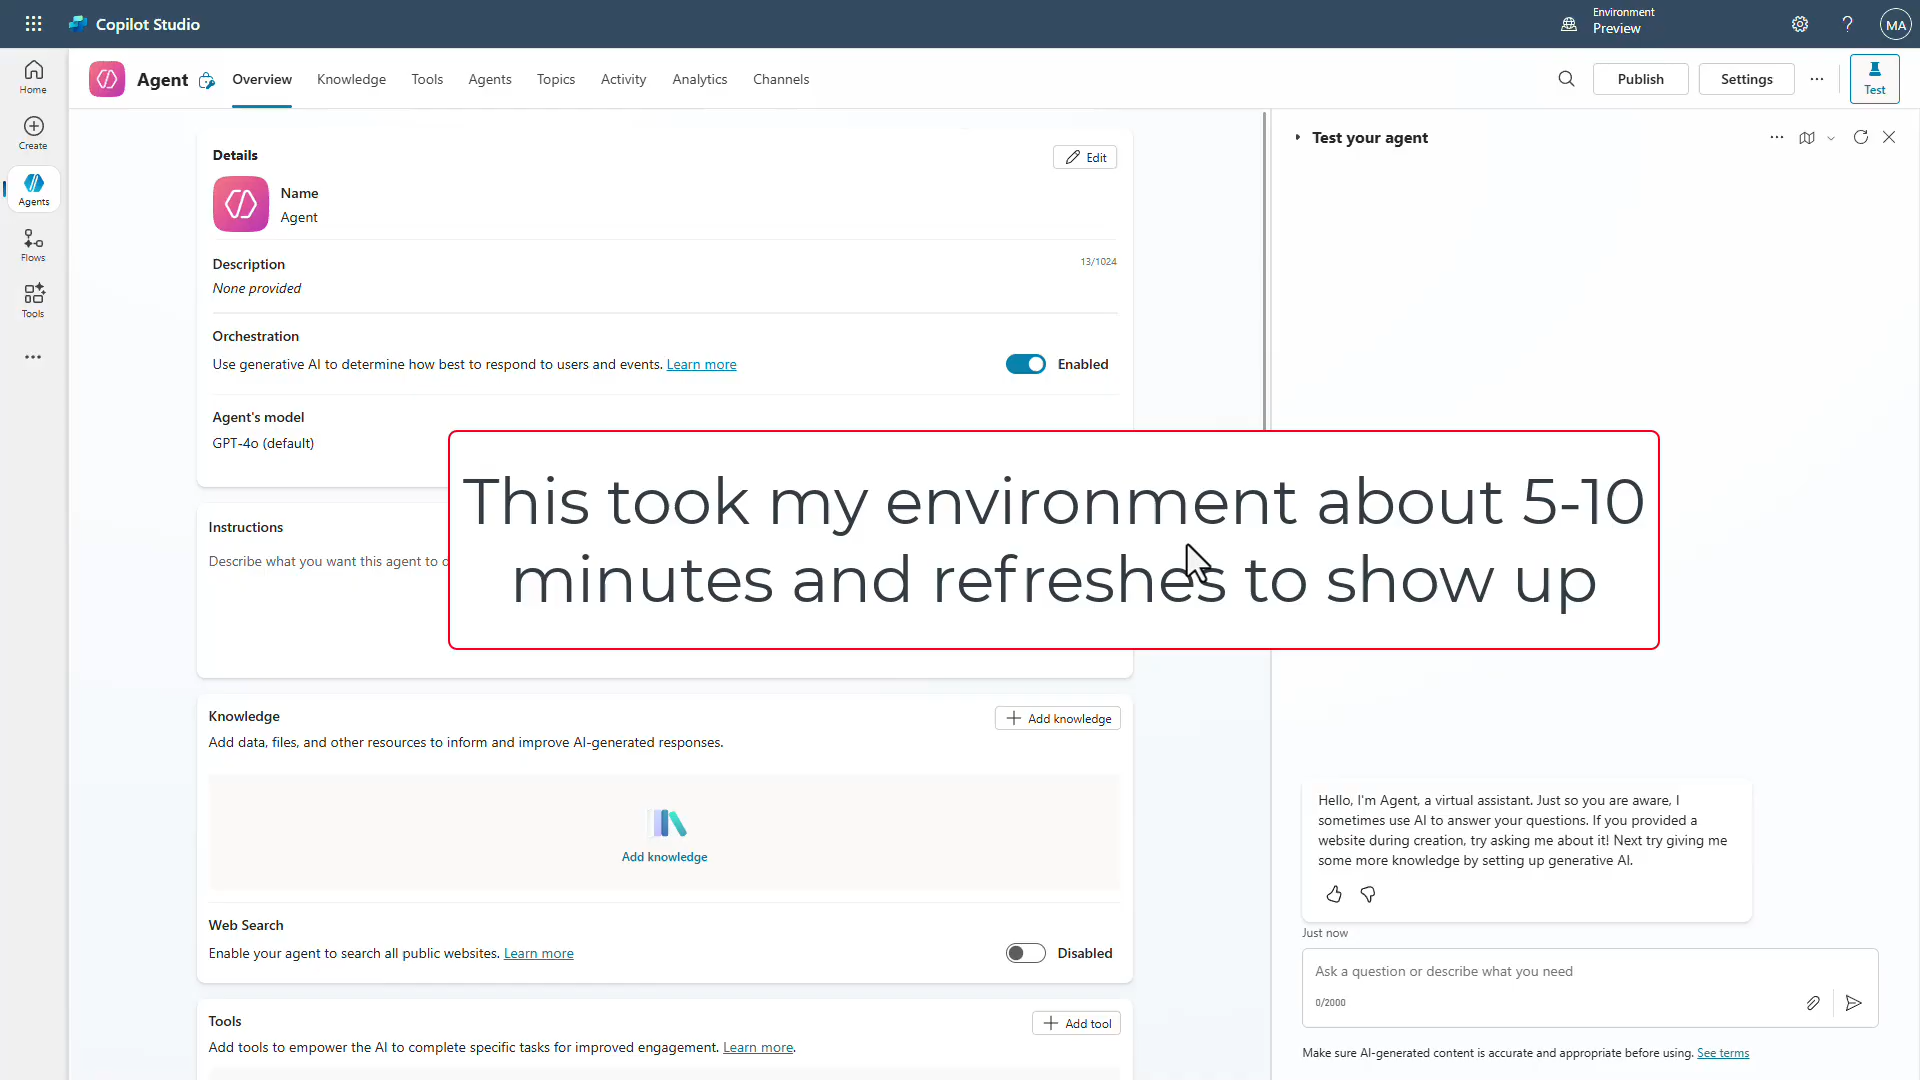 Copilot Studio
Environment
Preview
?
MA
Home
Create
Agents
Flows
Tools
Agent
Overview
Knowledge
Tools
Agents
Topics
Activity
Analytics
Channels
Publish
Settings
Test
Details
Edit
Name
Agent
Description
13/1024
None provided
Orchestration
Use generative AI to determine how best to respond to users and events. Learn more
Enabled
Agent's model
GPT-4o (default)
This took my environment about 5-10
minutes and refreshes to show up
Instructions
Describe what you want this agent to
Knowledge
Add knowledge
Add data, files, and other resources to inform and improve AI-generated responses.
Add knowledge
Web Search
Enable your agent to search all public websites. Learn more
Disabled
Tools
Add tool
Add tools to empower the AI to complete specific tasks for improved engagement. Learn more.
Test your agent
Hello, I'm Agent, a virtual assistant. Just so you are aware, I
sometimes use AI to answer your questions. If you provided a
website during creation, try asking me about it! Next try giving me
some more knowledge by setting up generative AI.
Just now
Ask a question or describe what you need
0/2000
Make sure AI-generated content is accurate and appropriate before using. See terms